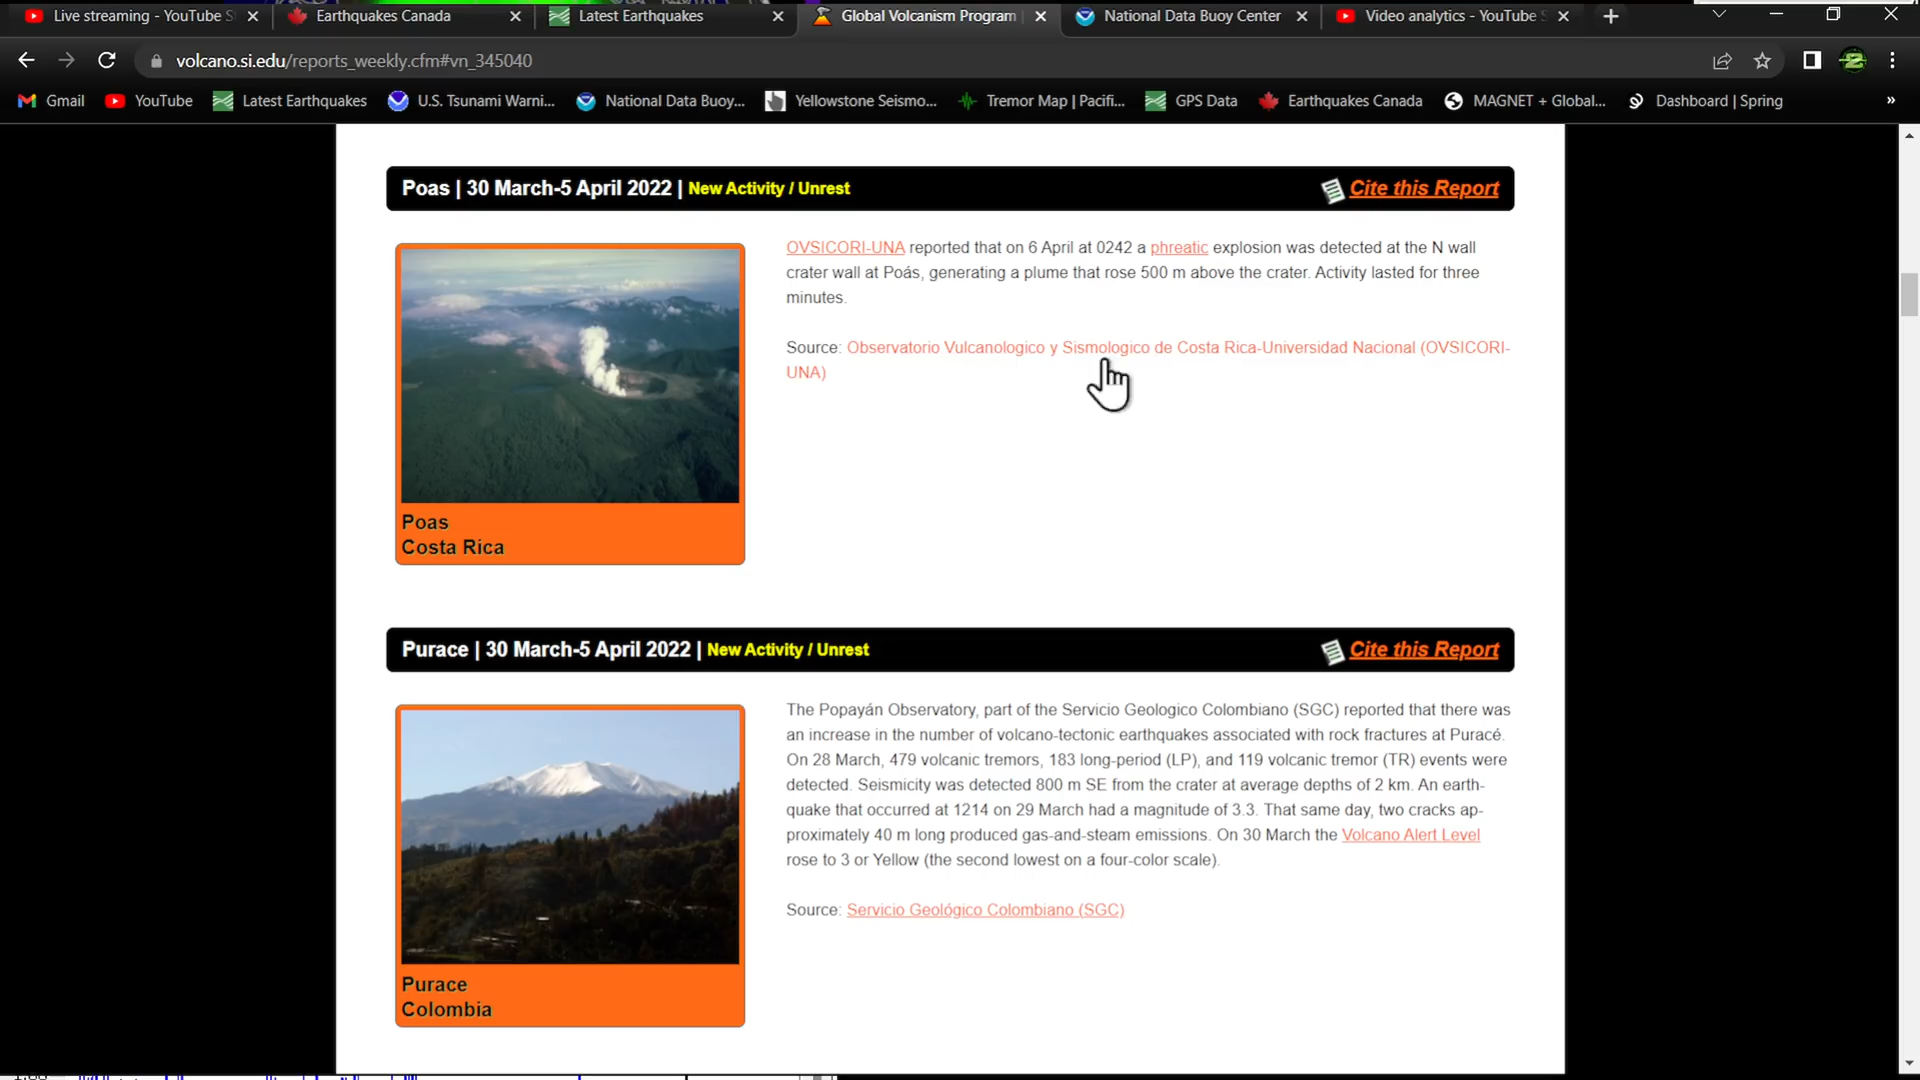 Live streaming - YouTube S
Earthquakes Canada
Latest Earthquakes
Global Volcanism Program
National Data Buoy Center
Video analytics - YouTube S
volcano.si.edu/reports_weekly.cfm#vn_345040
Gmail
YouTube
Latest Earthquakes
U.S. Tsunami Warni...
National Data Buoy...
Yellowstone Seismo...
Tremor Map | Pacifi...
GPS Data
Earthquakes Canada
MAGNET + Global...
Dashboard | Spring
»
Poas | 30 March-5 April 2022 | New Activity / Unrest
Cite this Report
OVSICORI-UNA reported that on 6 April at 0242 a phreatic explosion was detected at the N wall
crater wall at Poás, generating a plume that rose 500 m above the crater. Activity lasted for three
minutes.
Source: Observatorio Vulcanologico y Sismologico de Costa Rica-Universidad Nacional (OVSICORI-
UNA)
Poas
Costa Rica
Purace | 30 March-5 April 2022 | New Activity / Unrest
Cite this Report
The Popayán Observatory, part of the Servicio Geologico Colombiano (SGC) reported that there was
an increase in the number of volcano-tectonic earthquakes associated with rock fractures at Puracé.
On 28 March, 479 volcanic tremors, 183 long-period (LP), and 119 volcanic tremor (TR) events were
detected. Seismicity was detected 800 m SE from the crater at average depths of 2 km. An earth-
quake that occurred at 1214 on 29 March had a magnitude of 3.3. That same day, two cracks ap-
proximately 40 m long produced gas-and-steam emissions. On 30 March the Volcano Alert Level
rose to 3 or Yellow (the second lowest on a four-color scale).
Source: Servicio Geológico Colombiano (SGC)
Purace
Colombia